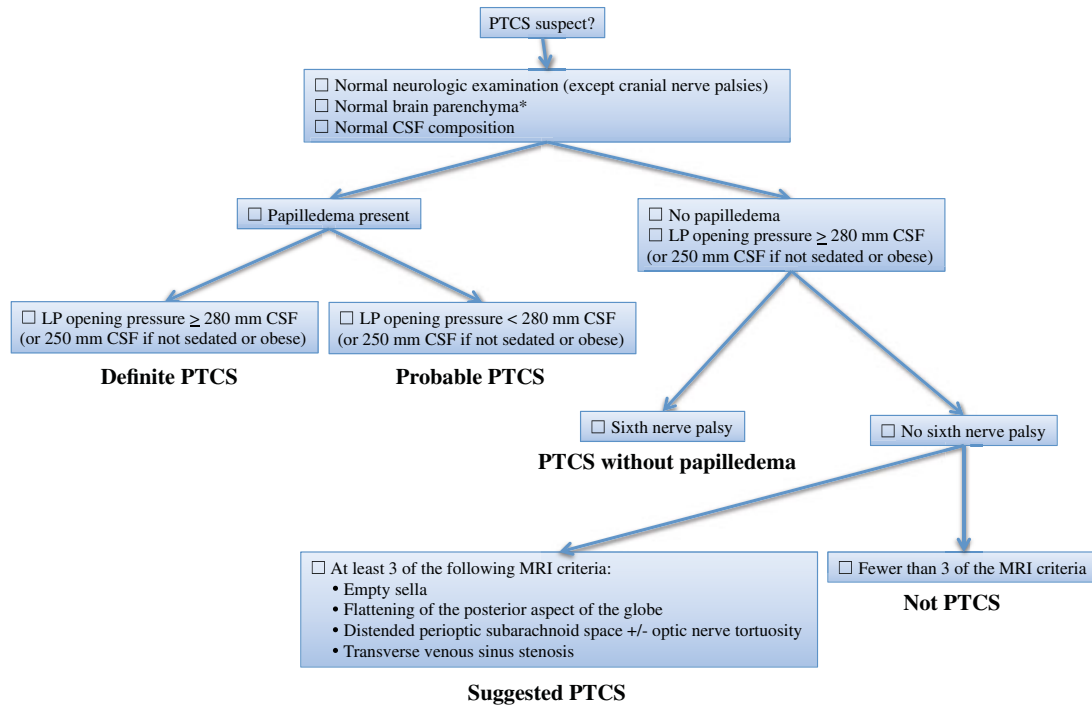 PTCS suspect?
☐ Normal neurologic examination (except cranial nerve palsies)
☐ Normal brain parenchyma*
☐ Normal CSF composition
☐ Papilledema present
☐ No papilledema
☐ LP opening pressure ≥ 280 mm CSF
(or 250 mm CSF if not sedated or obese)
☐ LP opening pressure ≥ 280 mm CSF
(or 250 mm CSF if not sedated or obese)
Definite PTCS
☐ LP opening pressure < 280 mm CSF
(or 250 mm CSF if not sedated or obese)
Probable PTCS
☐ Sixth nerve palsy
PTCS without papilledema
☐ No sixth nerve palsy
☐ At least 3 of the following MRI criteria:
• Empty sella
• Flattening of the posterior aspect of the globe
• Distended perioptic subarachnoid space +/- optic nerve tortuosity
• Transverse venous sinus stenosis
Suggested PTCS
☐ Fewer than 3 of the MRI criteria
Not PTCS